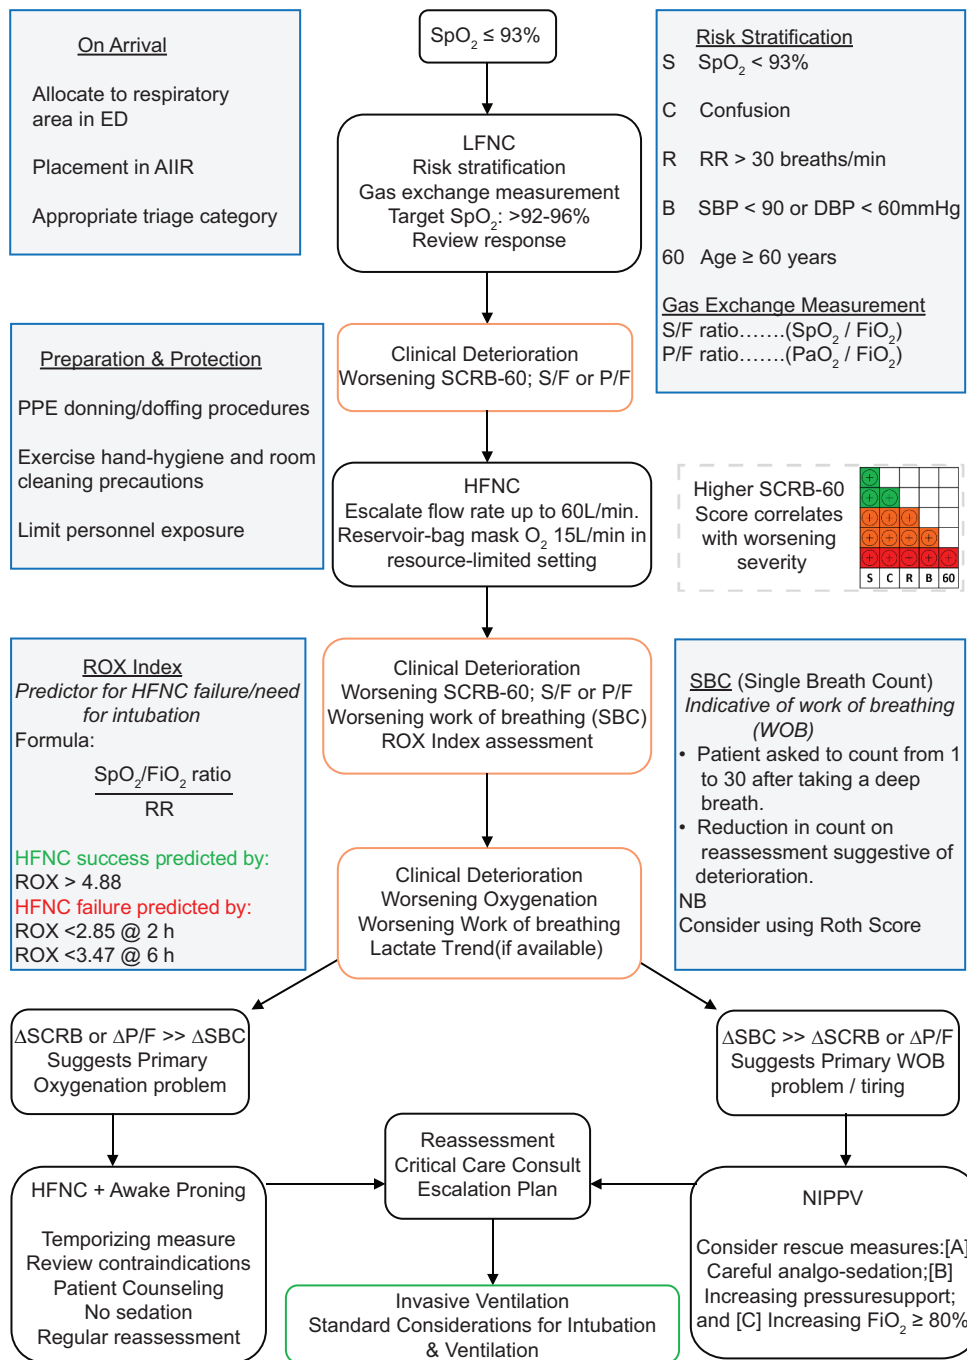 On Arrival
Allocate to respiratory
area in ED
Placement in AIIR
Appropriate triage category
SpO₂ ≤ 93%
LFNC
Risk stratification
Gas exchange measurement
Target SpO₂: >92-96%
Review response
Risk Stratification
S SpO₂ < 93%
C Confusion
R RR > 30 breaths/min
B SBP < 90 or DBP < 60mmHg
60 Age ≥ 60 years
Gas Exchange Measurement
S/F ratio.......(SpO₂ / FiO₂)
P/F ratio.......(PaO₂ / FiO₂)
Preparation & Protection
PPE donning/doffing procedures
Exercise hand-hygiene and room
cleaning precautions
Limit personnel exposure
Clinical Deterioration
Worsening SCRB-60; S/F or P/F
HFNC
Escalate flow rate up to 60L/min.
Reservoir-bag mask O₂ 15L/min in
resource-limited setting
Higher SCRB-60
Score correlates
with worsening
severity
+
+ +
+ + +
+ + + +
+ + + + +
S C R B 60
ROX Index
Predictor for HFNC failure/need
for intubation
Formula:
SpO₂/FiO₂ ratio
RR
HFNC success predicted by:
ROX > 4.88
HFNC failure predicted by:
ROX <2.85 @ 2 h
ROX <3.47 @ 6 h
Clinical Deterioration
Worsening SCRB-60; S/F or P/F
Worsening work of breathing (SBC)
ROX Index assessment
SBC (Single Breath Count)
Indicative of work of breathing
(WOB)
• Patient asked to count from 1
to 30 after taking a deep
breath.
• Reduction in count on
reassessment suggestive of
deterioration.
NB
Consider using Roth Score
Clinical Deterioration
Worsening Oxygenation
Worsening Work of breathing
Lactate Trend(if available)
ΔSCRB or ΔP/F >> ΔSBC
Suggests Primary
Oxygenation problem
ΔSBC >> ΔSCRB or ΔP/F
Suggests Primary WOB
problem / tiring
HFNC + Awake Proning
Temporizing measure
Review contraindications
Patient Counseling
No sedation
Regular reassessment
Reassessment
Critical Care Consult
Escalation Plan
NIPPV
Consider rescue measures:[A]
Careful analgo-sedation;[B]
Increasing pressuresupport;
and [C] Increasing FiO₂ ≥ 80%
Invasive Ventilation
Standard Considerations for Intubation
& Ventilation